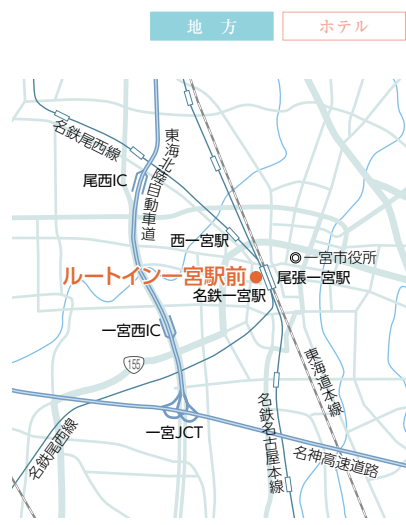 地方
ホテル
名鉄尾西線
東海北陸自動車道
尾西IC
西一宮駅
一宮市役所
ルートイン一宮駅前
尾張一宮駅
名鉄一宮駅
一宮西IC
155
東海道本線
名鉄名古屋本線
一宮JCT
名神高速道路
名鉄尾西線